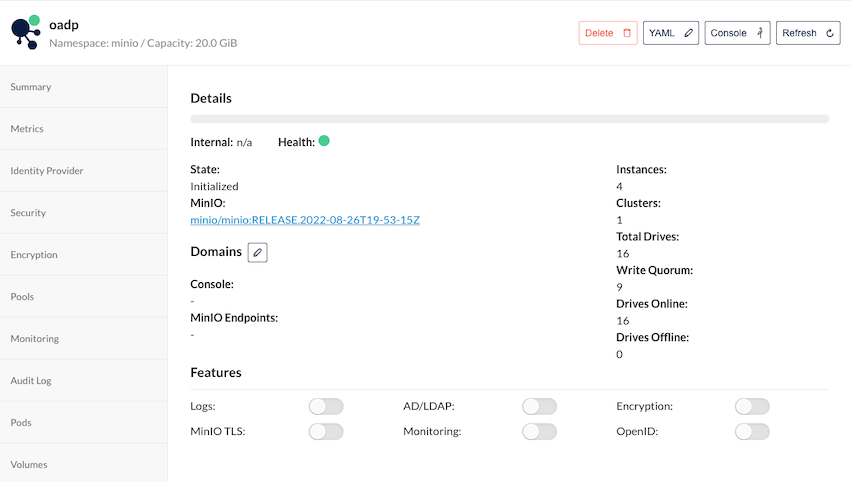 oadp
Namespace: minio / Capacity: 20.0 GiB
Delete
YAML
Console
Refresh
Summary
Metrics
Identity Provider
Security
Encryption
Pools
Monitoring
Audit Log
Pods
Volumes
Details
Internal: n/a Health:
State:
Initialized
MinIO:
minio/minio:RELEASE.2022-08-26T19-53-15Z
Domains
Console:
-
MinIO Endpoints:
-
Instances:
4
Clusters:
1
Total Drives:
16
Write Quorum:
9
Drives Online:
16
Drives Offline:
0
Features
Logs: AD/LDAP: Encryption:
MinIO TLS: Monitoring: OpenID: